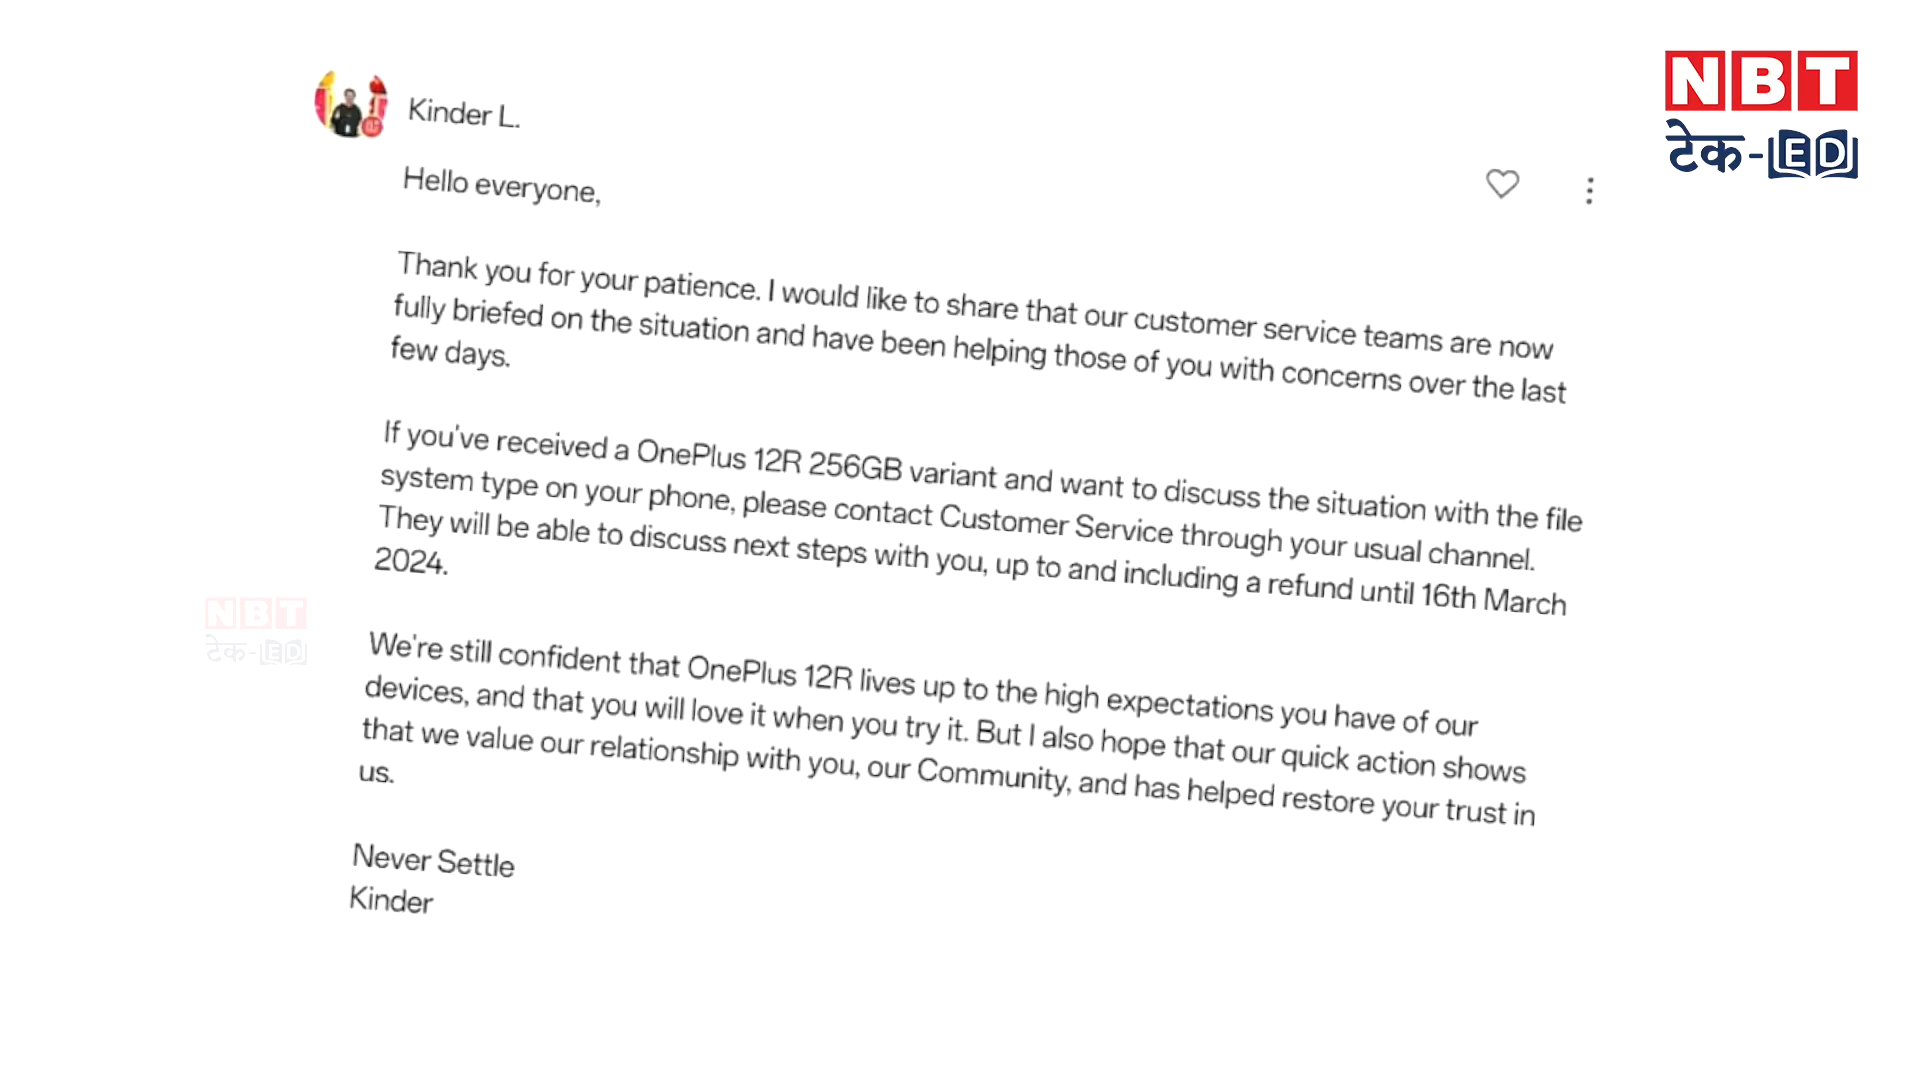 NBT
टेक-ED
Kinder L.
Hello everyone,
Thank you for your patience. I would like to share that our customer service teams are now
fully briefed on the situation and have been helping those of you with concerns over the last
few days.
If you've received a OnePlus 12R 256GB variant and want to discuss the situation with the file
system type on your phone, please contact Customer Service through your usual channel.
They will be able to discuss next steps with you, up to and including a refund until 16th March
2024.
We're still confident that OnePlus 12R lives up to the high expectations you have of our
devices, and that you will love it when you try it. But I also hope that our quick action shows
that we value our relationship with you, our Community, and has helped restore your trust in
us.
Never Settle
Kinder
NBT
टेक-ED